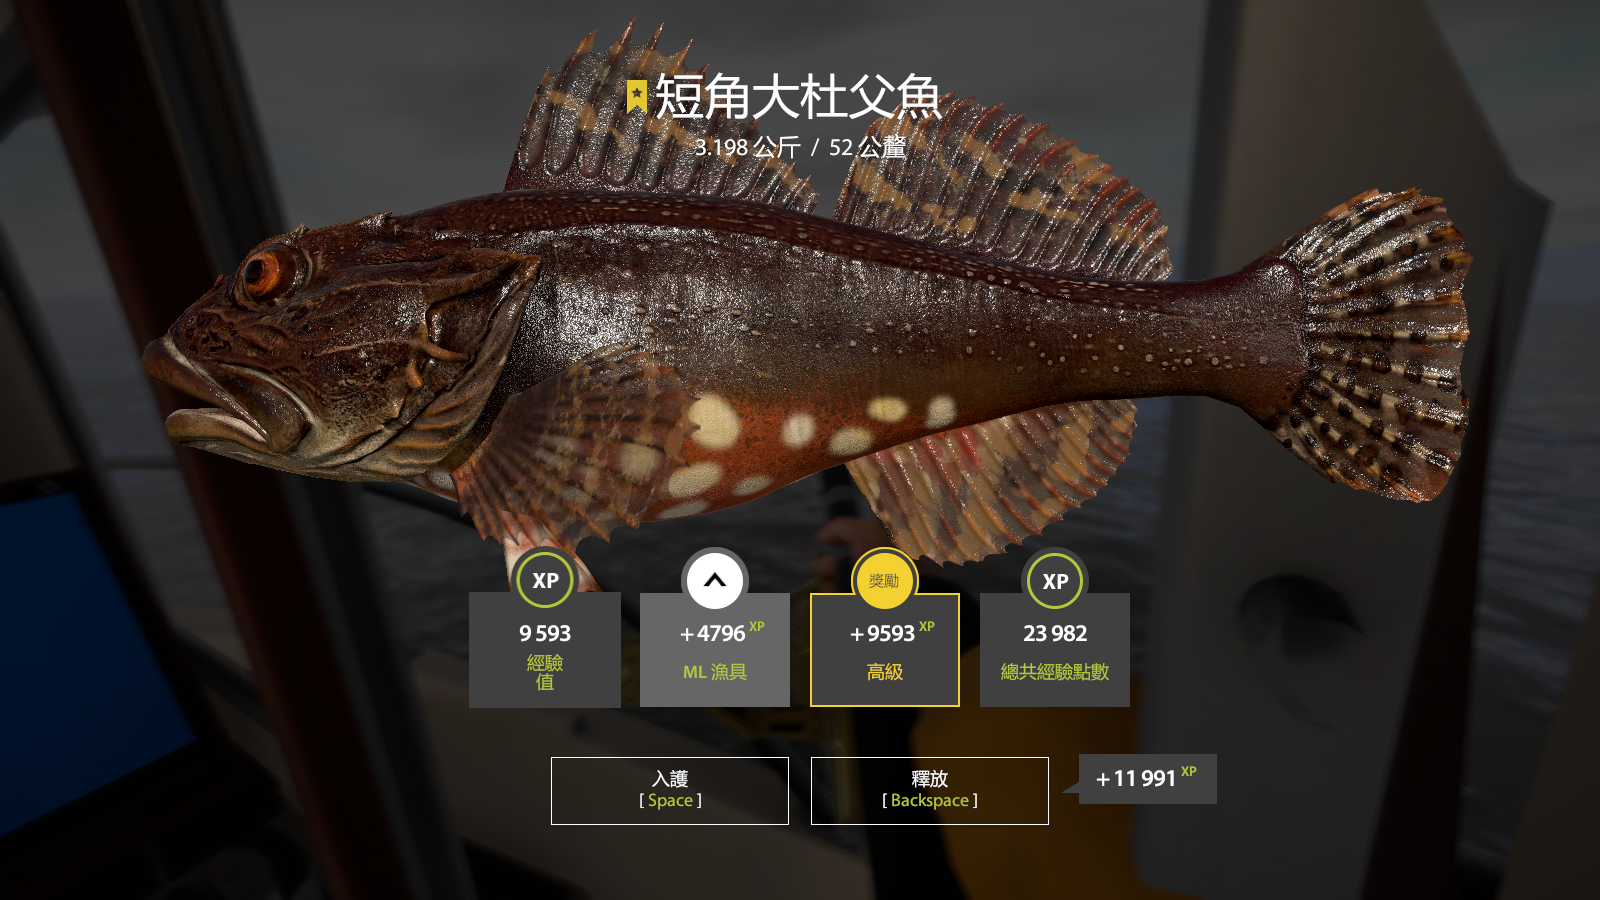 短角大杜父魚
3.198 公斤 / 52 公釐
XP
獎勵
XP
9 593
+4796 XP
+9593 XP
23 982
經驗
值
ML 漁具
高級
總共經驗點數
入護
[ Space ]
釋放
[ Backspace ]
+11 991 XP